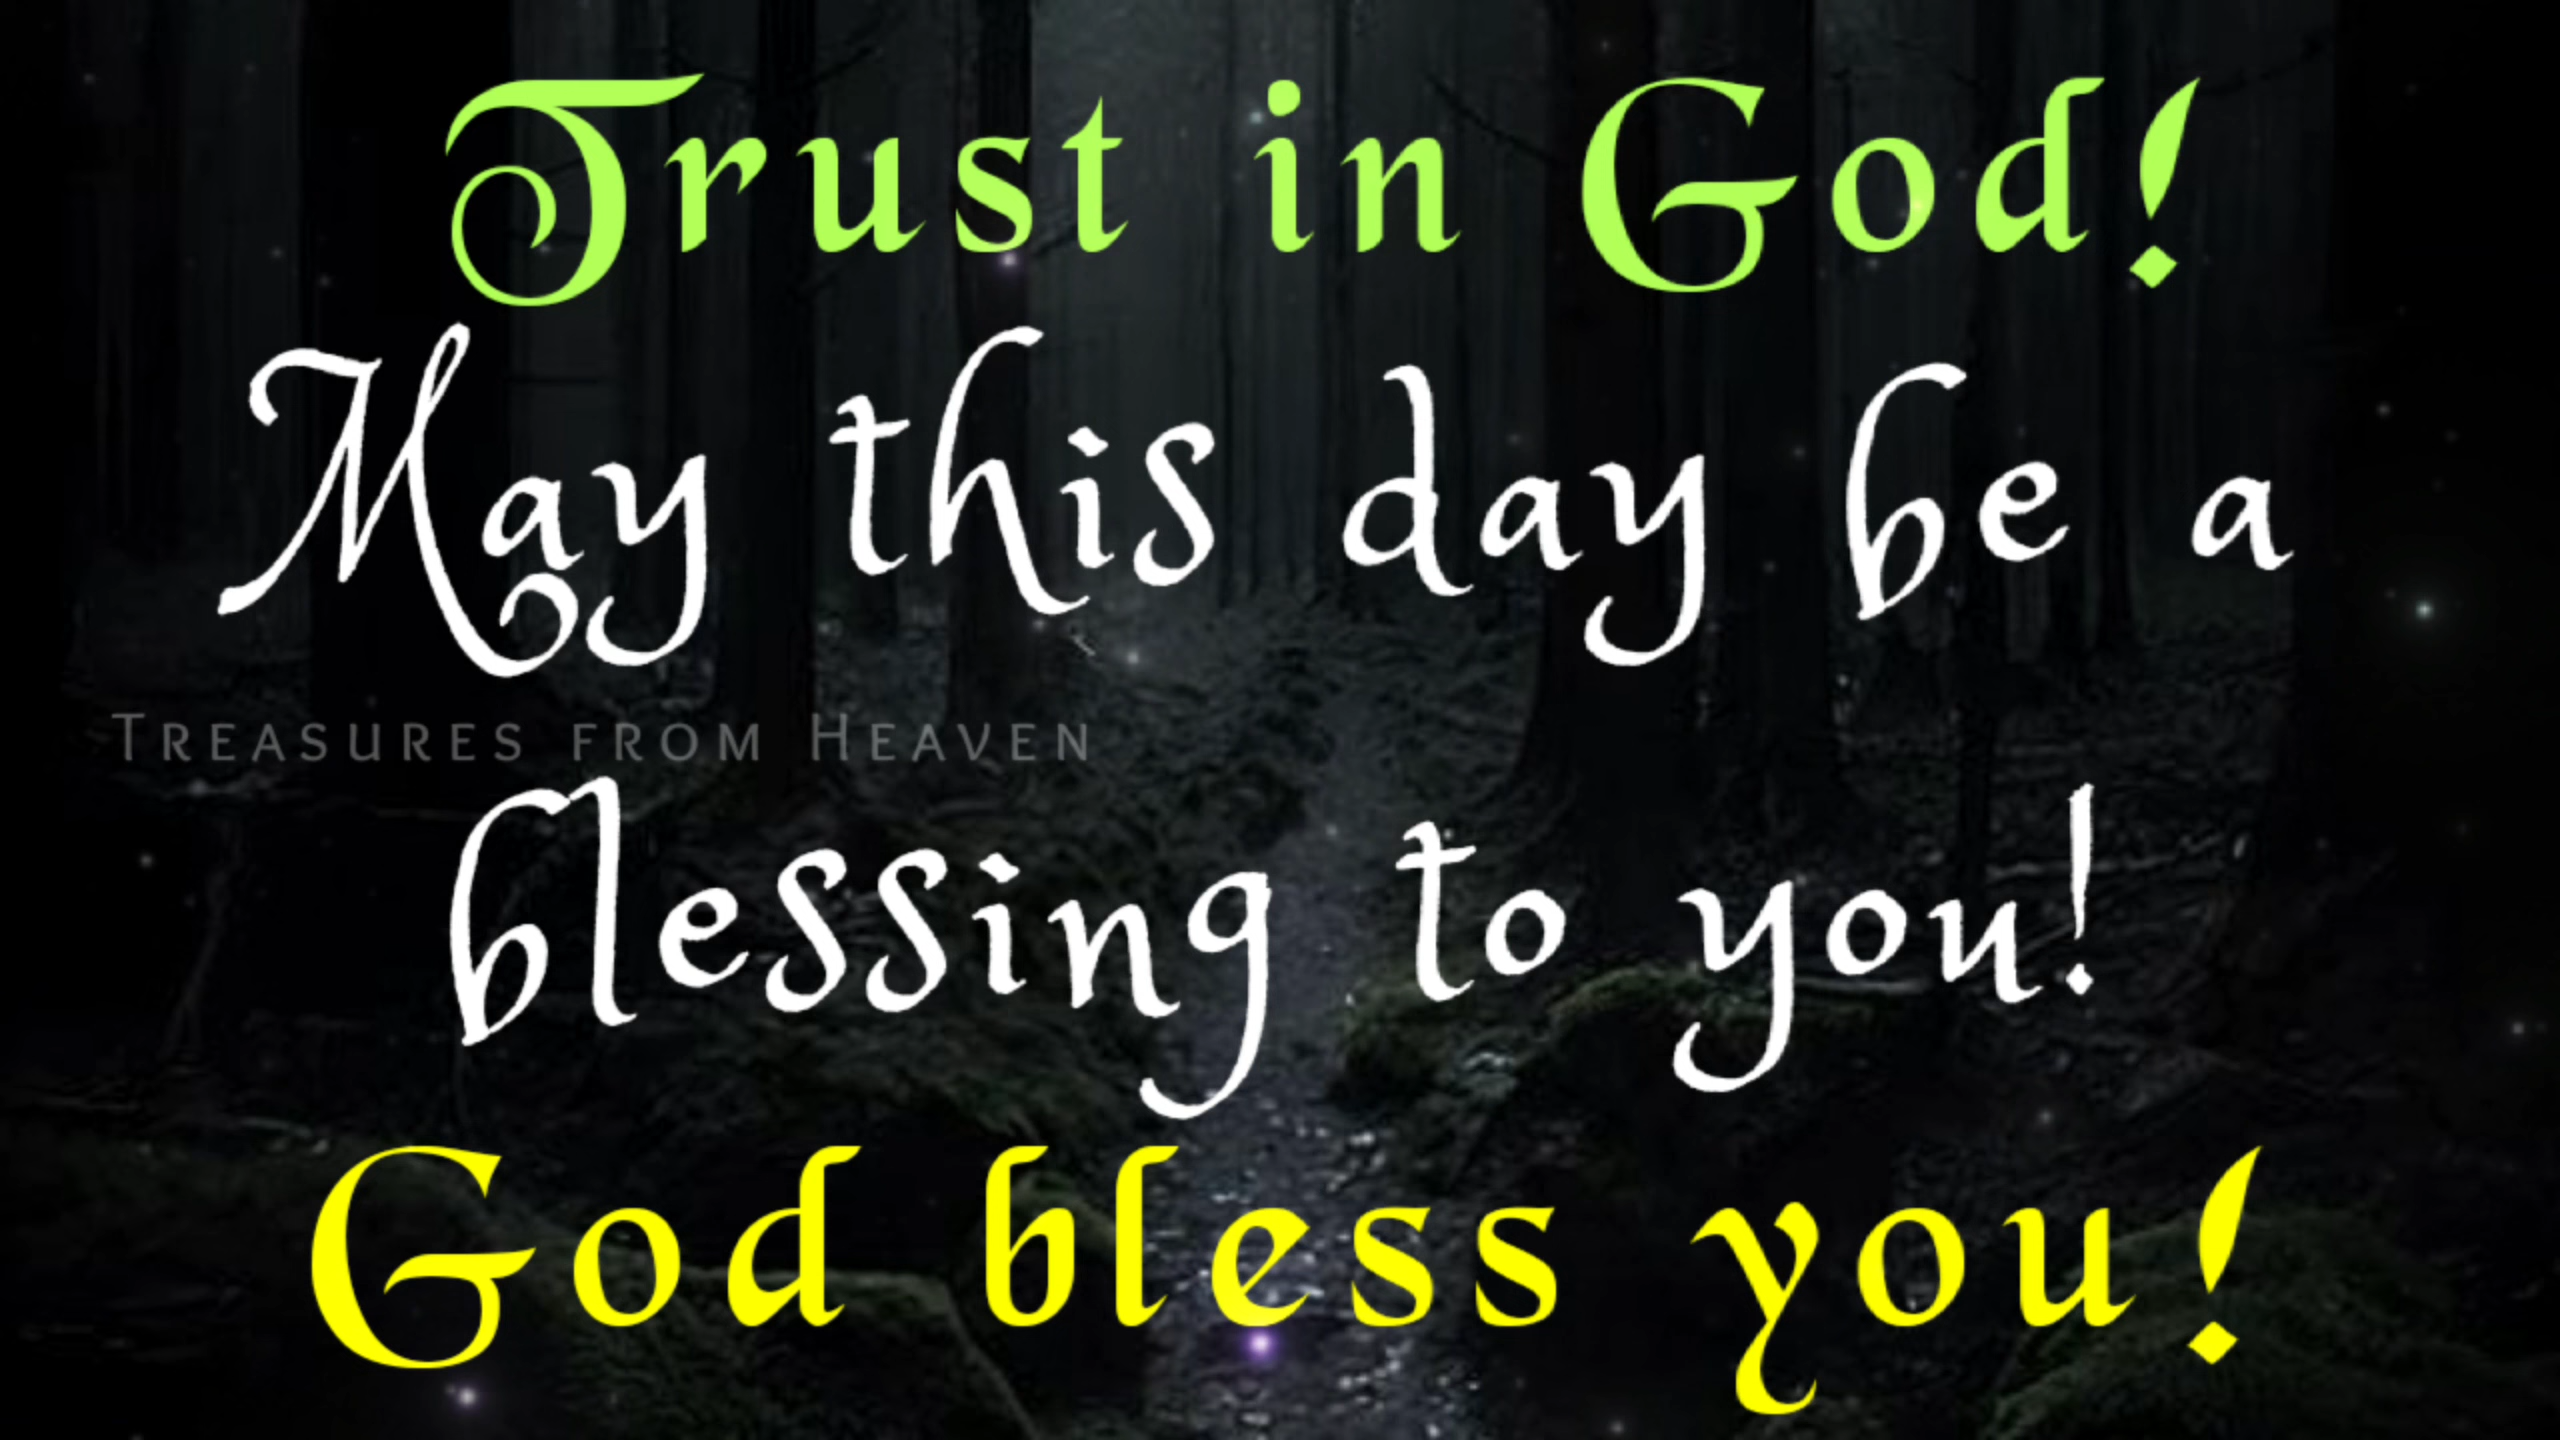 Trust in God!
May this day be a
Treasures from Heaven
blessing to you!
God bless you!